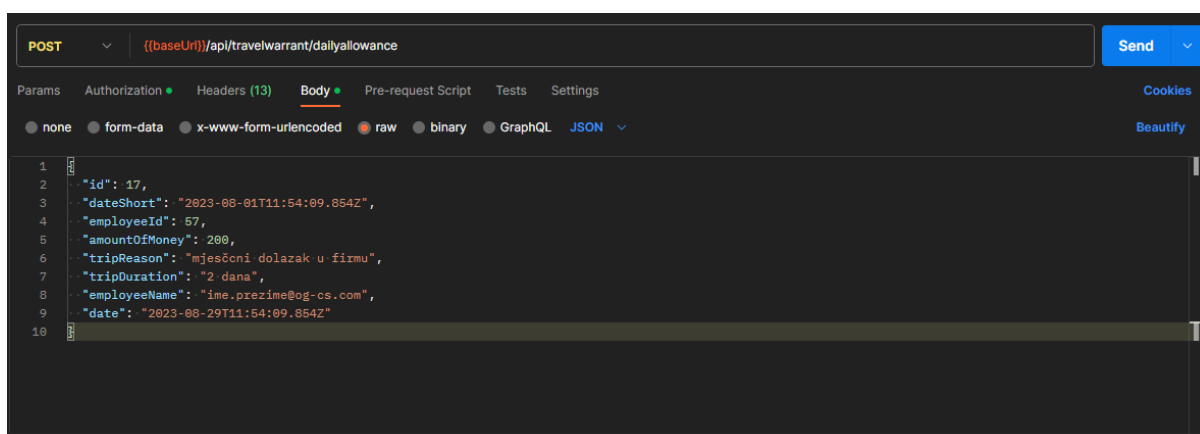 POST {{baseUrl}}/api/travelwarrant/dailyallowance Send
Params Authorization Headers (13) Body Pre-request Script Tests Settings Cookies
none form-data x-www-form-urlencoded raw binary GraphQL JSON Beautify
1 {
2 "id": 17,
3 "dateShort": "2023-08-01T11:54:09.854Z",
4 "employeeId": 57,
5 "amountOfMoney": 200,
6 "tripReason": "mjesčcni dolazak u firmu",
7 "tripDuration": "2 dana",
8 "employeeName": "ime.prezime@og-cs.com",
9 "date": "2023-08-29T11:54:09.854Z"
10 }